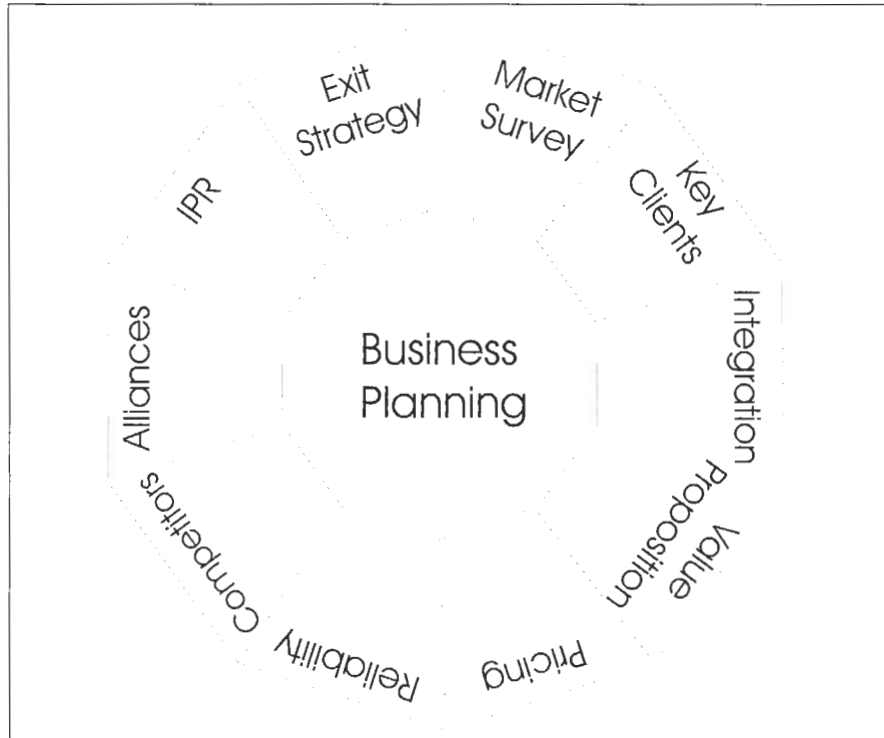 Exit
Strategy
Market
Survey
Key
Clients
Integration
Value
Proposition
Pricing
Reliability
Competitors
Alliances
IPR
Business
Planning